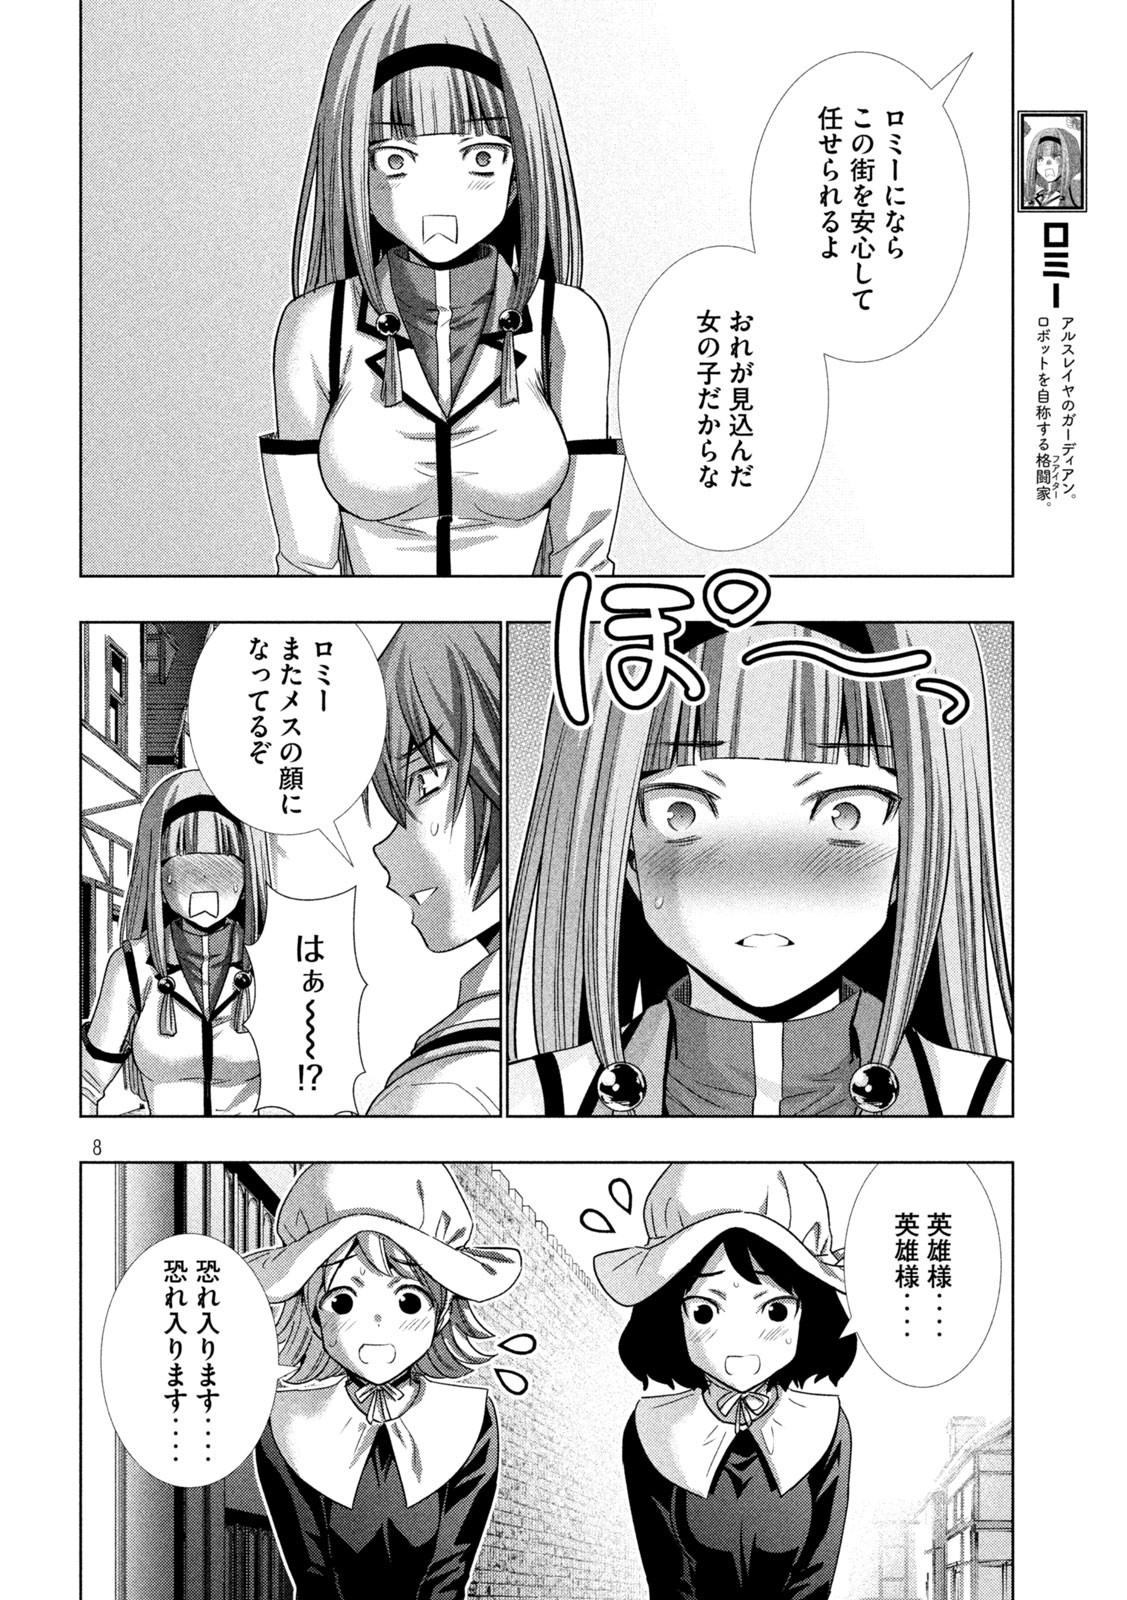 ロミーになら
この街を安心して
任せられるよ
おれが見込んだ
女の子だからな
ロミー
アルスレイヤのガーディアン。
ロボットを自称する格闘家。
ファイター
ぽ〜っ
ロミー
またメスの顔に
なってるぞ
はぁ〜〜〜!?
8
英雄様‥‥
英雄様‥‥
恐れ入ります‥‥
恐れ入ります‥‥